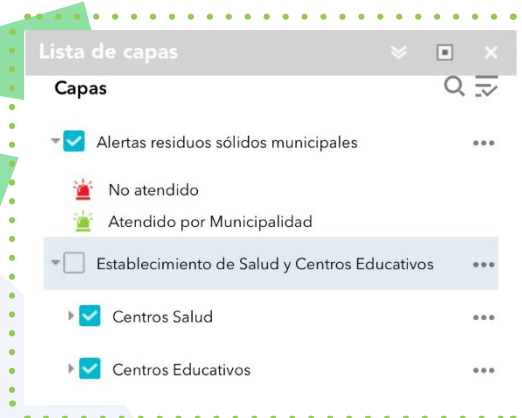 Lista de capas
Capas
Alertas residuos sólidos municipales
No atendido
Atendido por Municipalidad
Establecimiento de Salud y Centros Educativos
Centros Salud
Centros Educativos